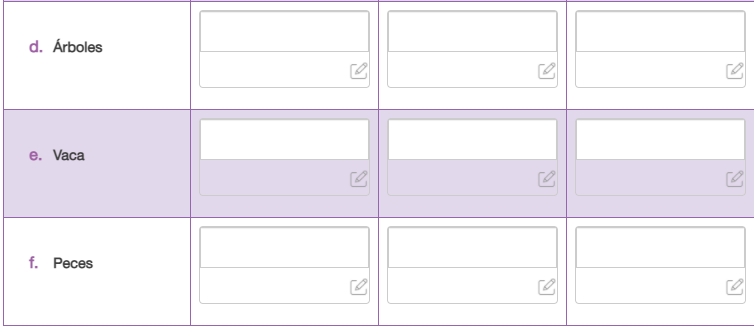 d. Árboles
e. Vaca
f. Peces